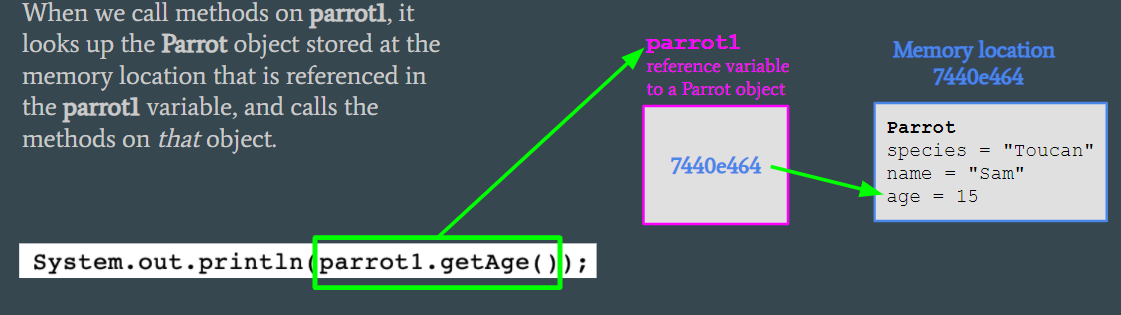 When we call methods on parrot1, it
looks up the Parrot object stored at the
memory location that is referenced in
the parrot1 variable, and calls the
methods on that object.
parrot1
reference variable
to a Parrot object
7440e464
Memory location
7440e464
Parrot
species = "Toucan"
name = "Sam"
age = 15
System.out.println(parrot1.getAge());